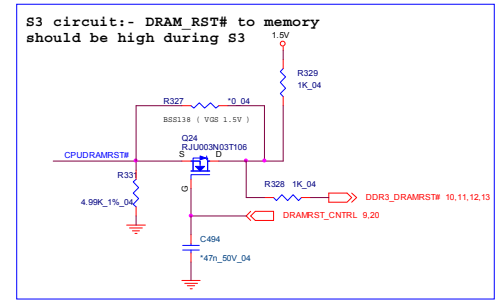 S3 circuit:- DRAM_RST# to memory
should be high during S3
1.5V
R329
1K_04
R327
*0_04
BSS138 ( VGS 1.5V )
Q24
RJU003N03T106
CPUDRAMRST#
S
D
G
R331
4.99K_1%_04
R328
1K_04
DDR3_DRAMRST# 10,11,12,13
DRAMRST_CNTRL 9,20
C494
*47n_50V_04